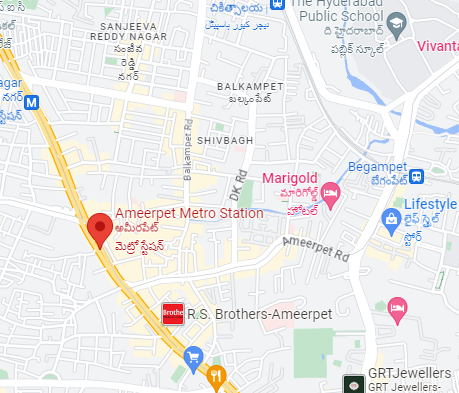 చికిత్సాలయ
నేచర్ క్యూర్
The Hyderabad
Public School
ది హైదరాబాద్
పబ్లిక్ స్కూల్
Vivanta
SANJEEVA
REDDY NAGAR
సంజీవ
రెడ్డి
నగర్
BALKAMPET
బల్కంపేట్
agar
నగర్
M
SHIVBAGH
Balkampet Rd
DK Rd
Begampet
బేగంపేట్
Marigold
మారిగోల్డ్
హోటల్
Lifestyle
లైఫ్ స్టైల్
స్టోర్
Ameerpet Metro Station
అమీర్‌పేట్
మెట్రో స్టేషన్
Ameerpet Rd
Brothe
R.S. Brothers-Ameerpet
GRTJewellers
GRT Jewellers-